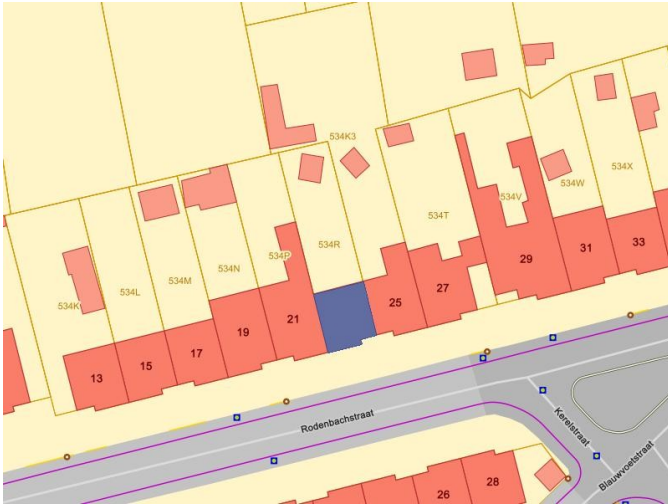 534K3
534X
534W
534V
534T
534R
534P
534N
534M
534L
534K
33
31
29
27
25
21
19
17
15
13
Rodenbachstraat
Kerelstraat
Blauwvoetstraat
28
26